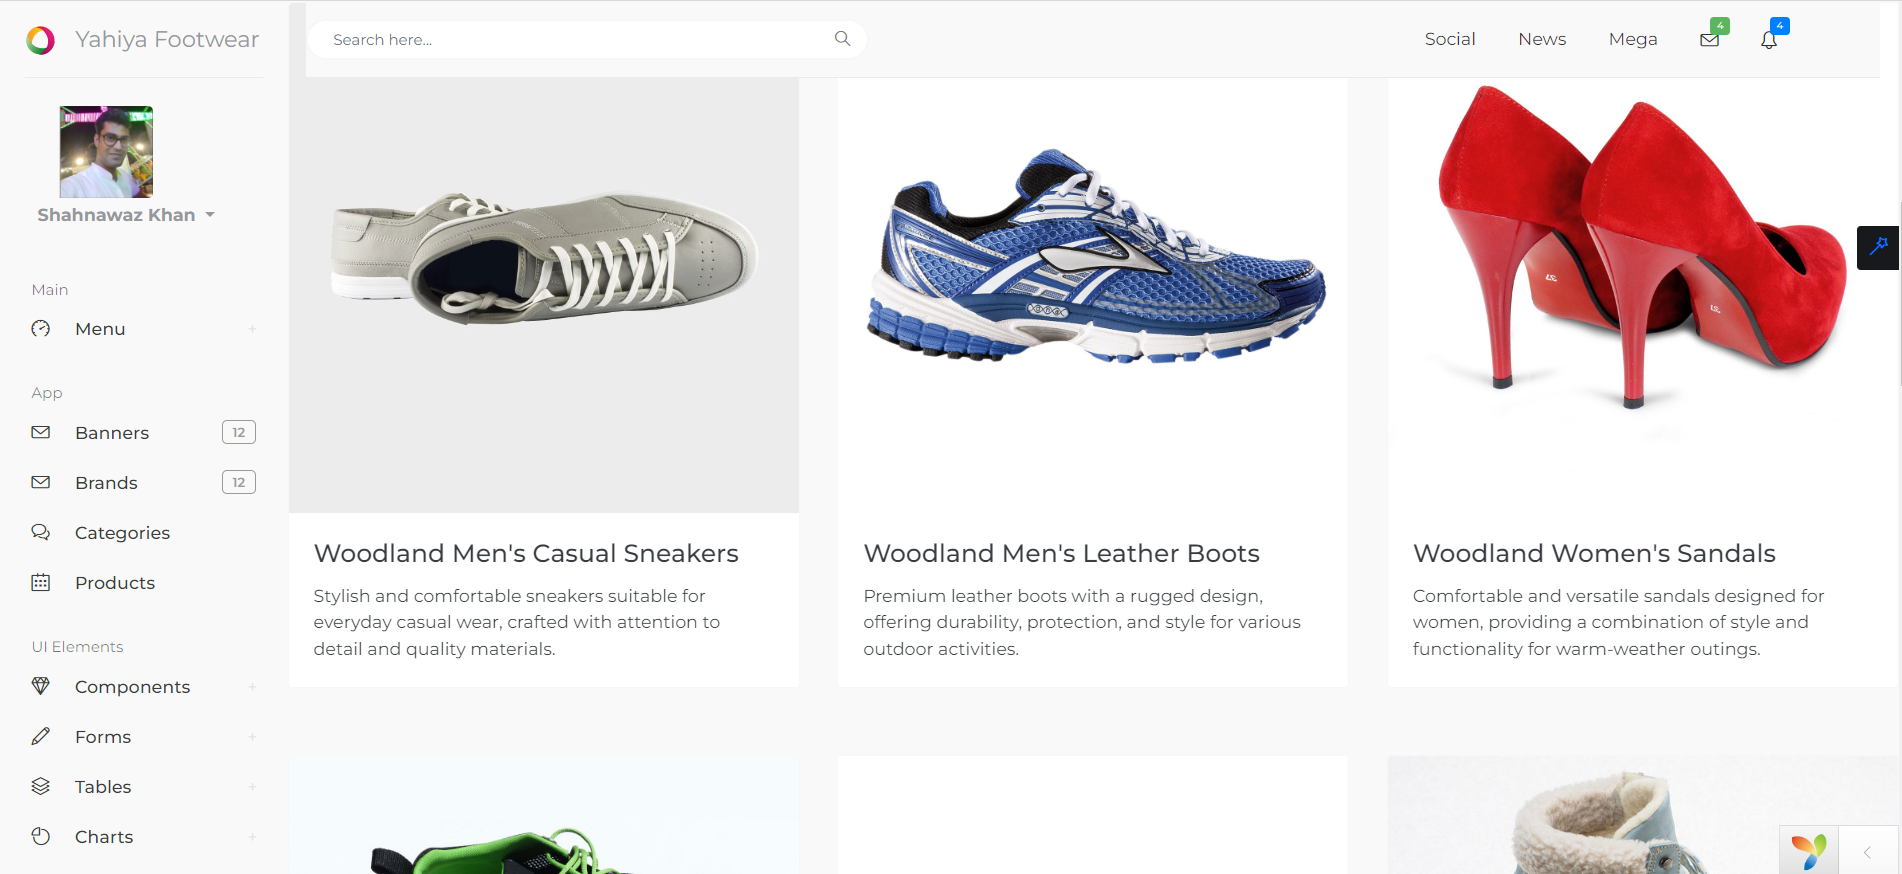 Yahiya Footwear
Search here...
Social
News
Mega
4
4
Shahnawaz Khan
Main
Menu
App
Banners 12
Brands 12
Categories
Products
UI Elements
Components
Forms
Tables
Charts
37
37
Woodland Men's Casual Sneakers
Stylish and comfortable sneakers suitable for
everyday casual wear, crafted with attention to
detail and quality materials.
Woodland Men's Leather Boots
Premium leather boots with a rugged design,
offering durability, protection, and style for various
outdoor activities.
Woodland Women's Sandals
Comfortable and versatile sandals designed for
women, providing a combination of style and
functionality for warm-weather outings.